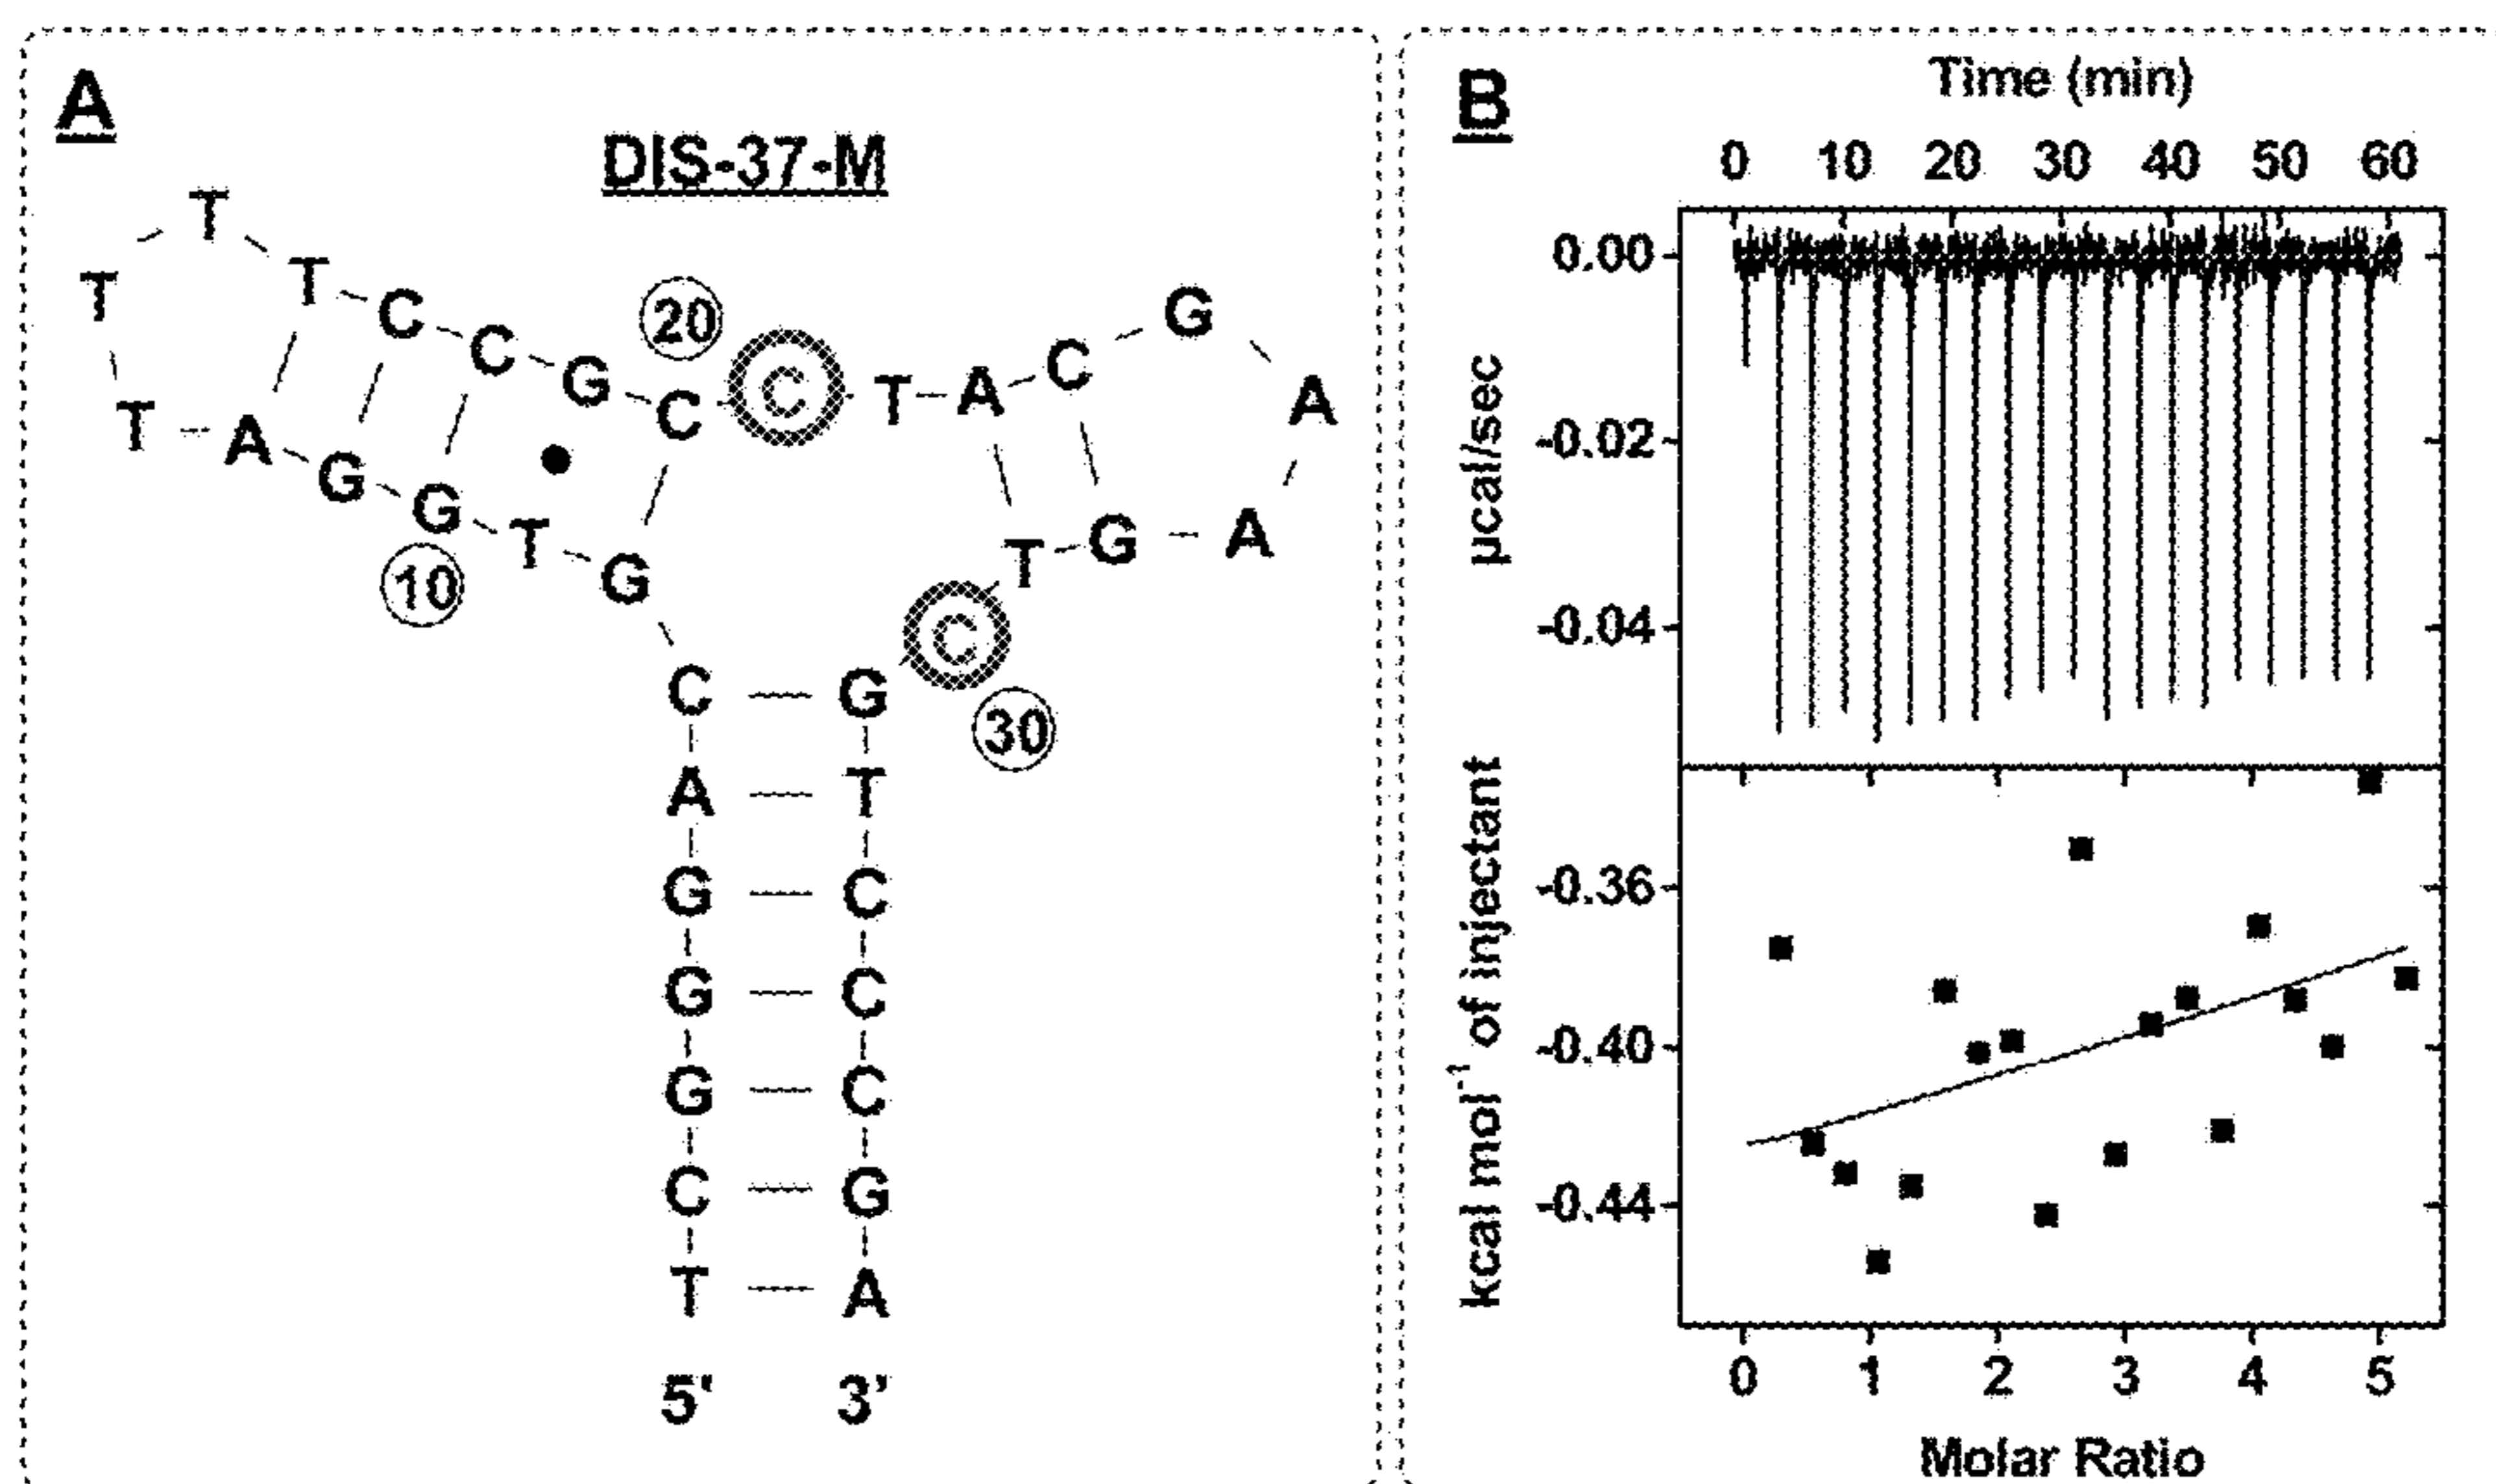 A
DIS-37-M
T
T T C C G C C T A C G A
T A G G T G
T G A
20
10
C
30
C G
A T
G C
G C
G C
C G
T A
5' 3'
B
Time (min)
0 10 20 30 40 50 60
0.00
-0.02
-0.04
µcal/sec
-0.36
-0.40
-0.44
kcal mol⁻¹ of injectant
0 1 2 3 4 5
Molar Ratio